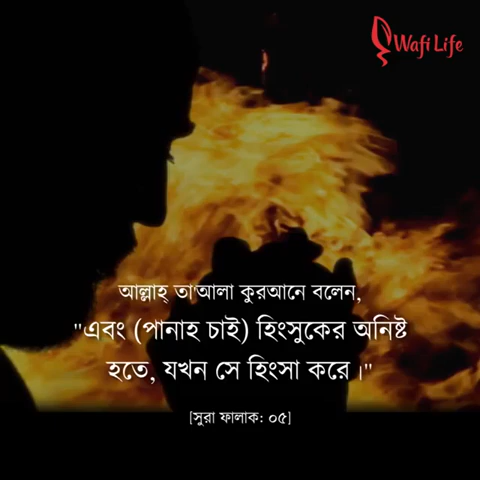 Wafi Life
আল্লাহ্ তা'আলা কুরআনে বলেন,
"এবং (পানাহ চাই) হিংসুকের অনিষ্ট
হতে, যখন সে হিংসা করে।"
[সুরা ফালাক: ০৫]